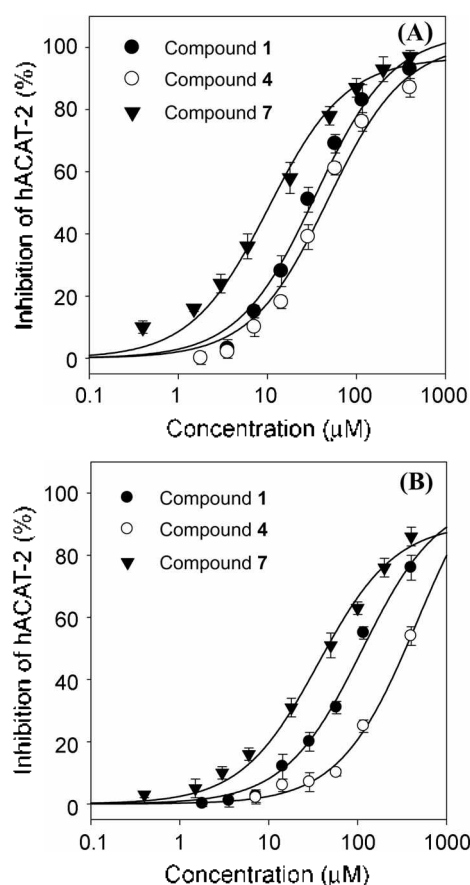 (A)
Compound 1
Compound 4
Compound 7
Inhibition of hACAT-2 (%)
100
80
60
40
20
0
0.1 1 10 100 1000
Concentration (μM)
(B)
Compound 1
Compound 4
Compound 7
Inhibition of hACAT-2 (%)
100
80
60
40
20
0
0.1 1 10 100 1000
Concentration (μM)